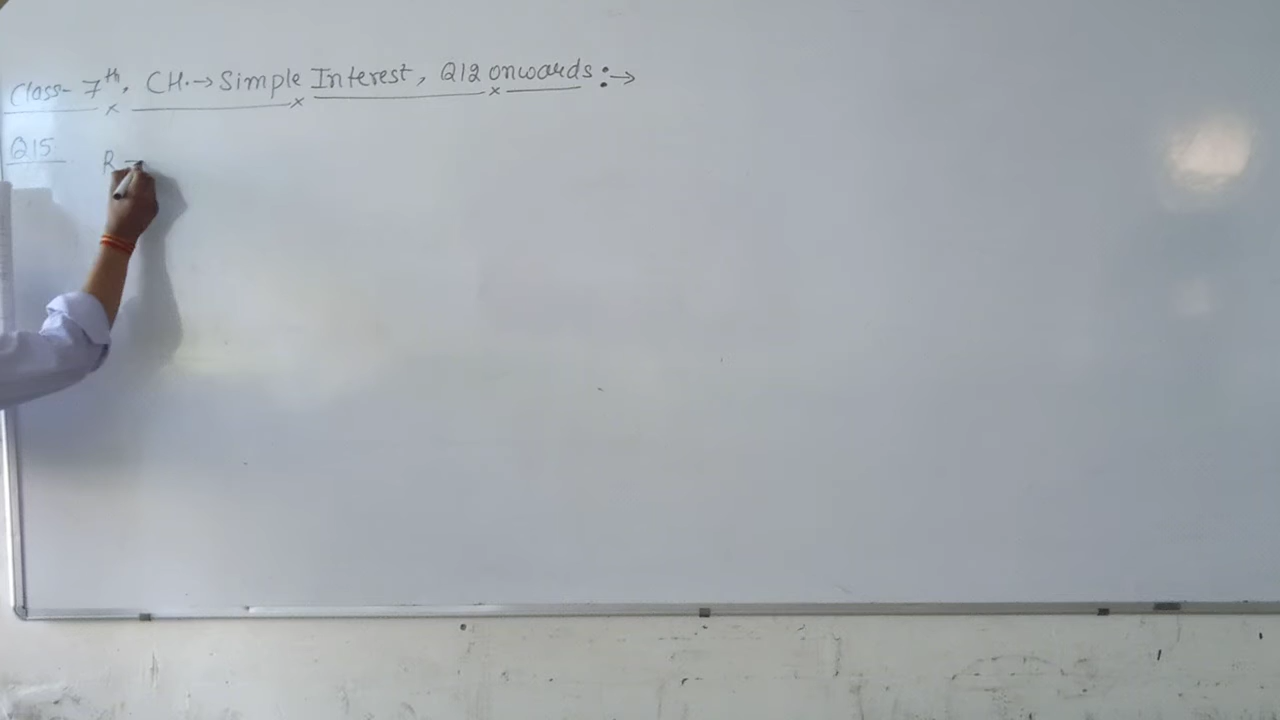 Class- 7th, CH.→ Simple Interest, Q12 onwards :→
Q15 R =